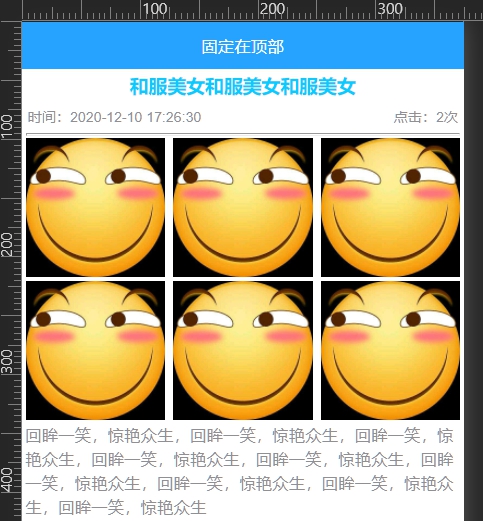 100 200 300
固定在顶部
和服美女和服美女和服美女
时间：2020-12-10 17:26:30 点击：2次
100
200
300
400
回眸一笑，惊艳众生，回眸一笑，惊艳众生，回眸一笑，惊
艳众生，回眸一笑，惊艳众生，回眸一笑，惊艳众生，回眸
一笑，惊艳众生，回眸一笑，惊艳众生，回眸一笑，惊艳众
生，回眸一笑，惊艳众生